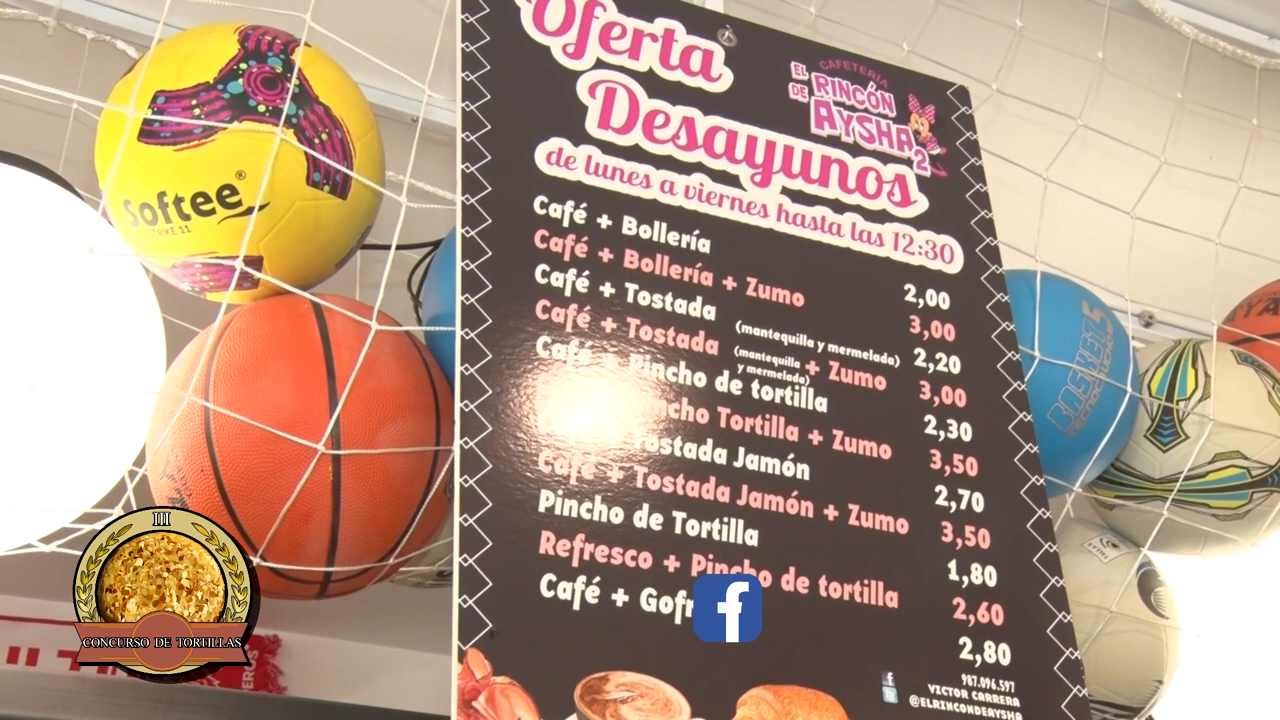 Oferta
Desayunos
de lunes a viernes hasta las 12:30
CAFETERIA
EL RINCÓN
DE AYSHA 2
Café + Bollería 2,00
Café + Bollería + Zumo 3,00
Café + Tostada (mantequilla y mermelada) 2,20
Café + Tostada (mantequilla y mermelada) + Zumo 3,00
Café + Pincho de tortilla 2,30
Pincho Tortilla + Zumo 3,50
Tostada Jamón 2,70
Café + Tostada Jamón + Zumo 3,50
Pincho de Tortilla 1,80
Refresco + Pincho de tortilla 2,60
Café + 2,80
987.096.597
VICTOR CARRERA
@ELRINCONDEAYSHA
Softee®
BASKET 5
III
CONCURSO DE TORTILLAS
f